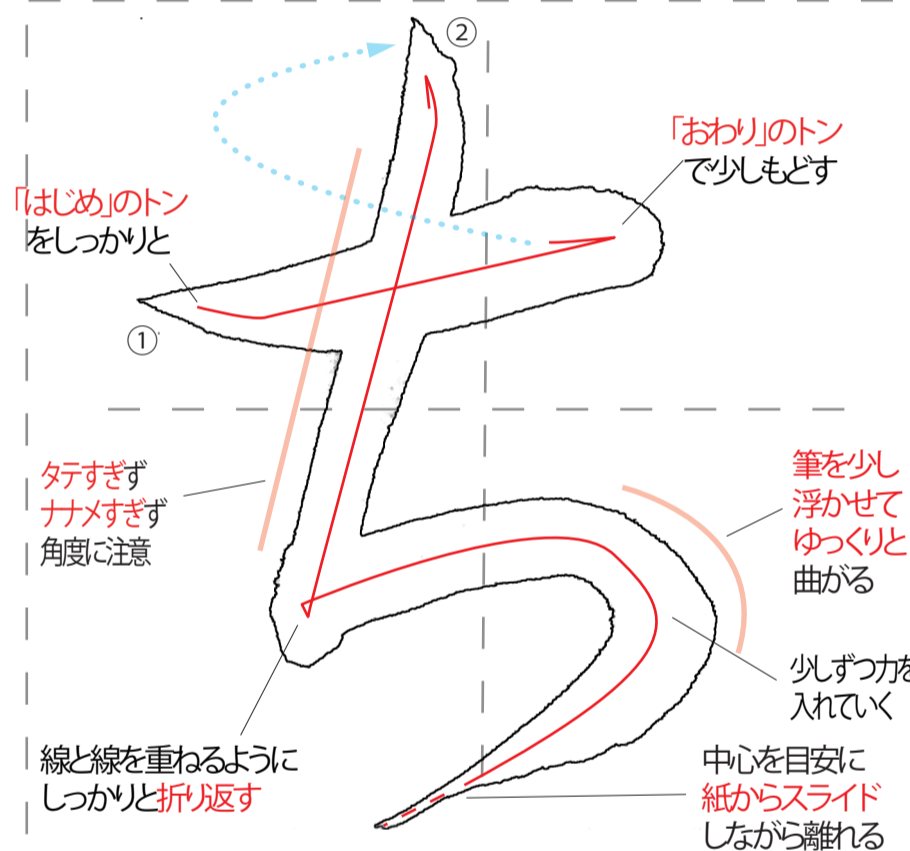 ②
「おわり」のトン
で少しもどす
「はじめ」のトン
をしっかりと
①
タテすぎず
ナナメすぎず
角度に注意
筆を少し
浮かせて
ゆっくりと
曲がる
少しずつ力を
入れていく
線と線を重ねるように
しっかりと折り返す
中心を目安に
紙からスライド
しながら離れる
ち